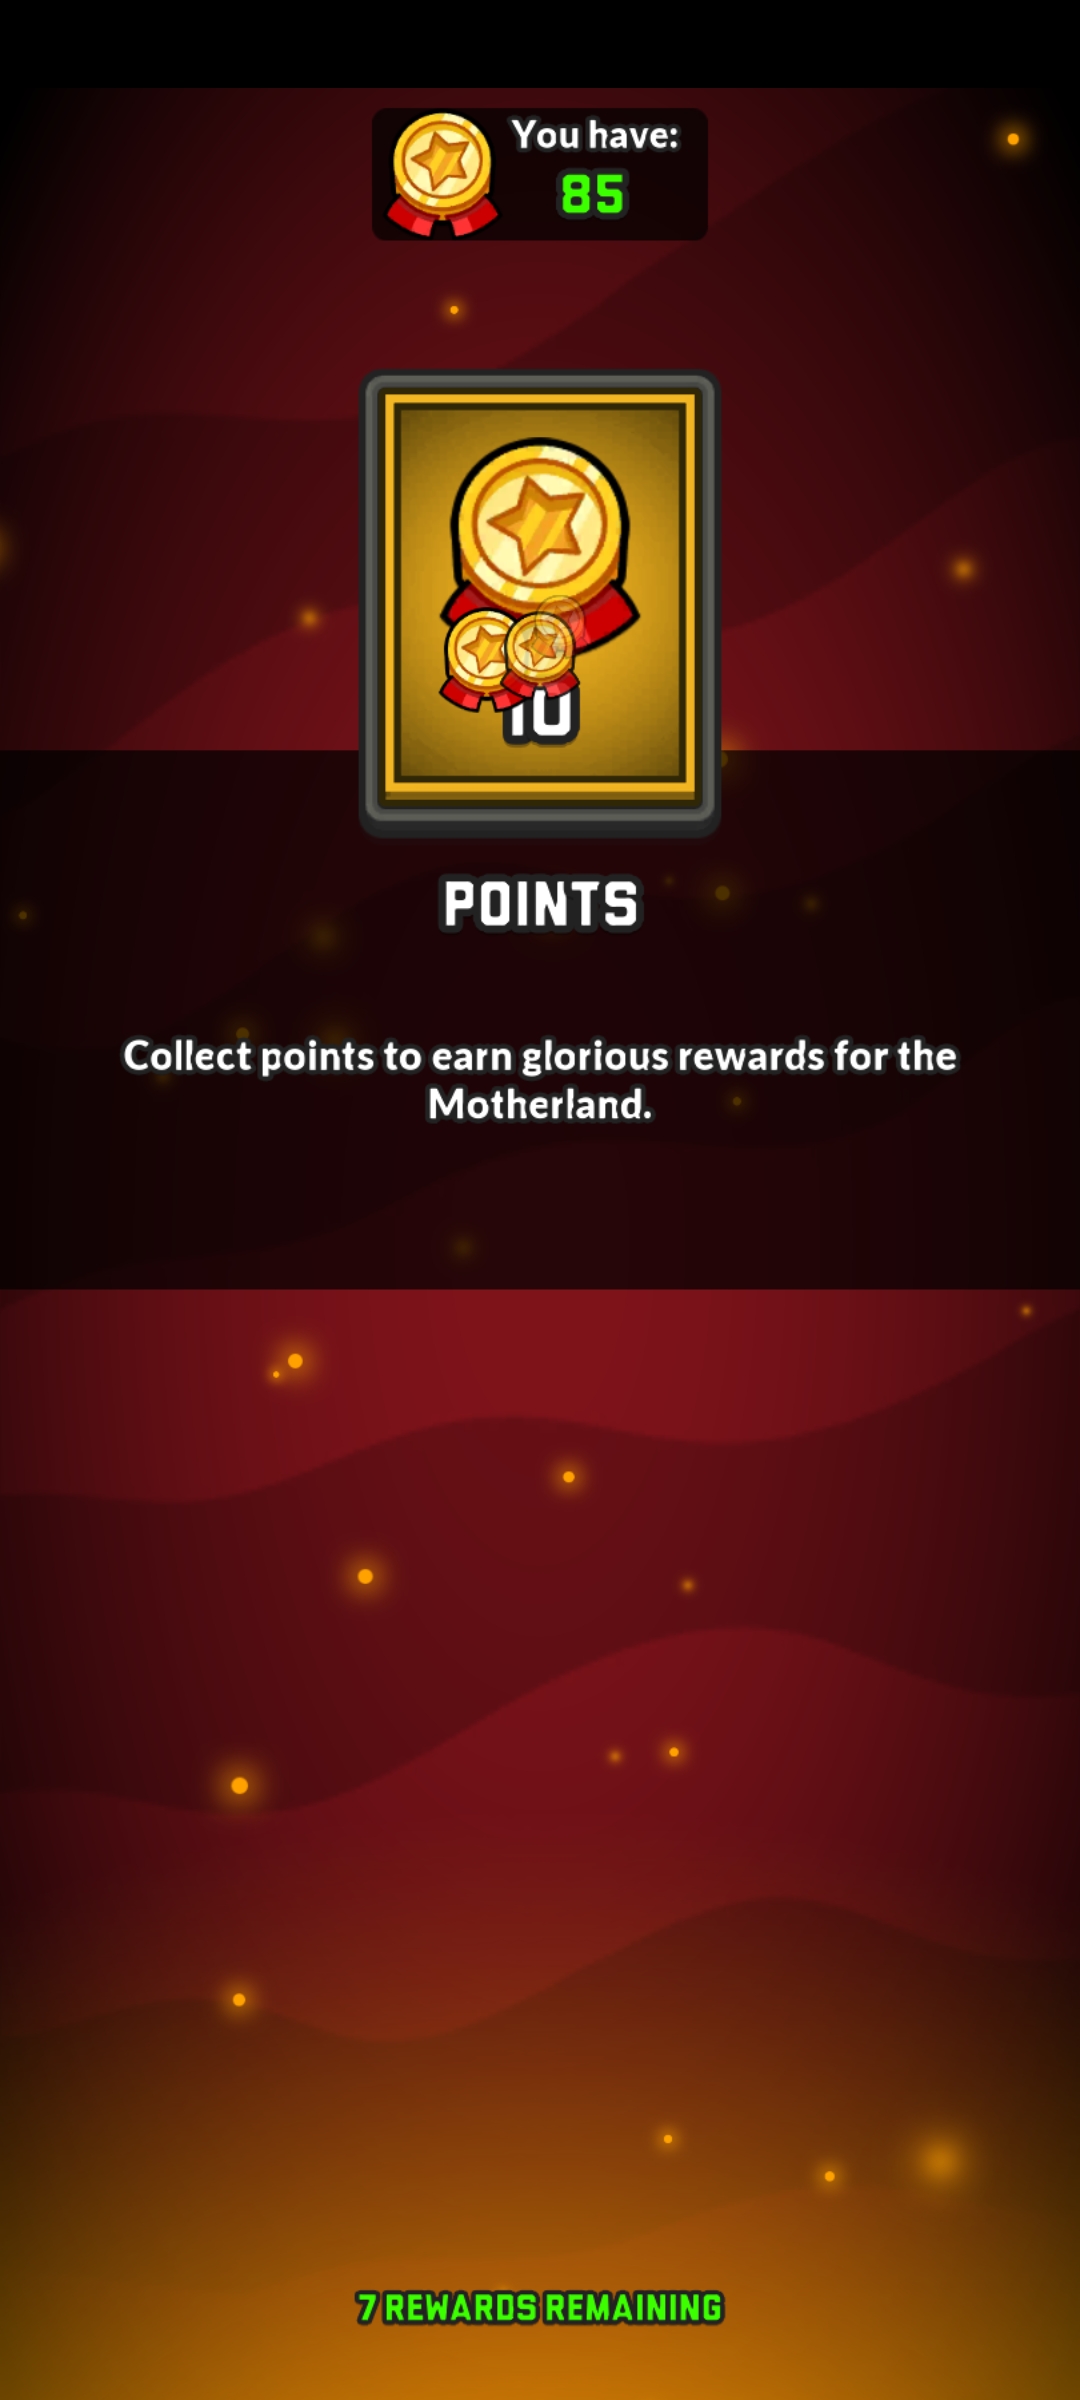 You have:
85
10
POINTS
Collect points to earn glorious rewards for the
Motherland.
7 REWARDS REMAINING